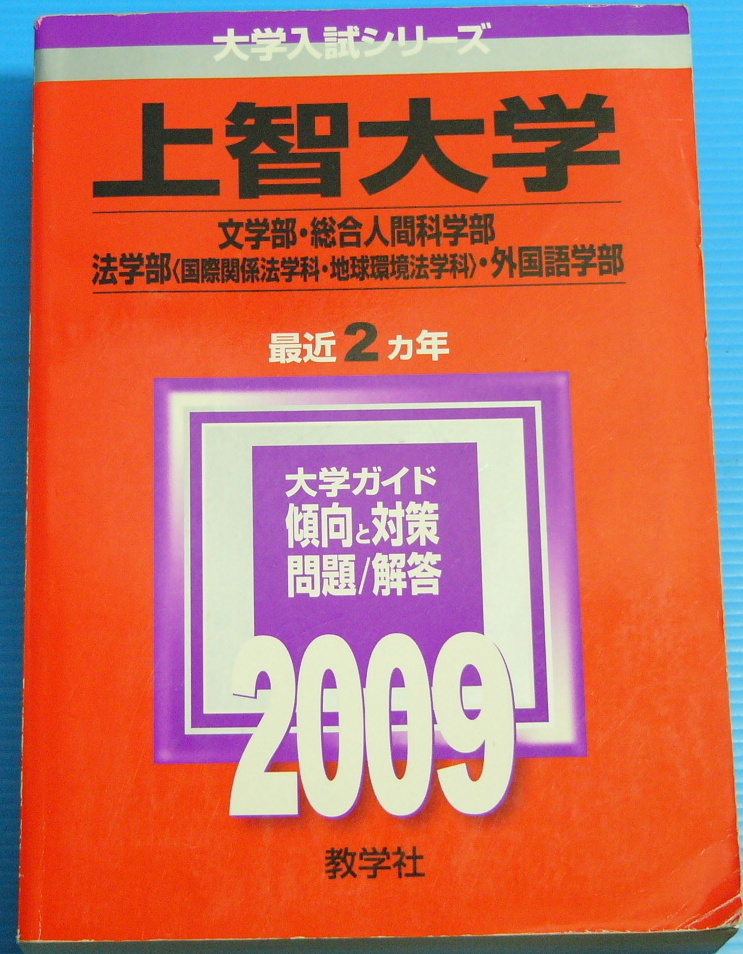 大学入試シリーズ
上智大学
文学部・総合人間科学部
法学部〈国際関係法学科・地球環境法学科〉・外国語学部
最近2カ年
大学ガイド
傾向と対策
問題/解答
2009
教学社